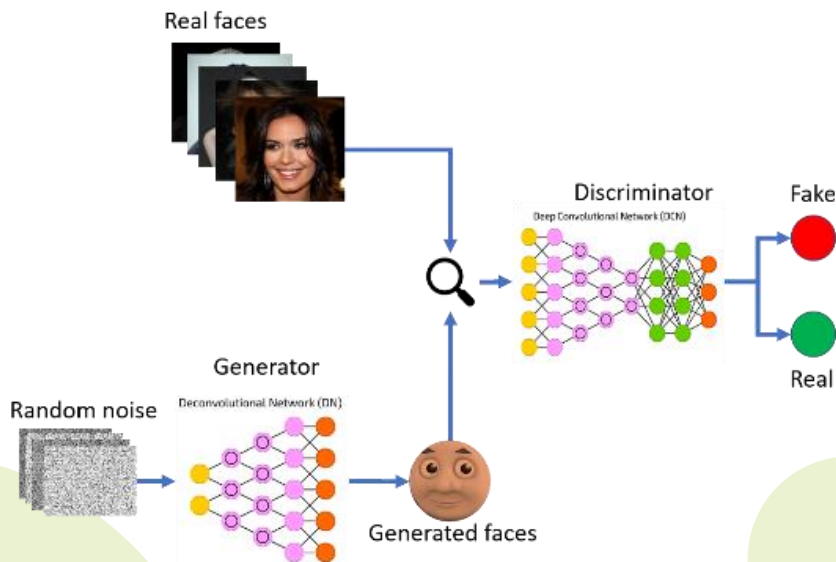 Real faces
Discriminator
Deep Convolutional Network (DCN)
Fake
Real
Generator
Deconvolutional Network (DN)
Random noise
Generated faces